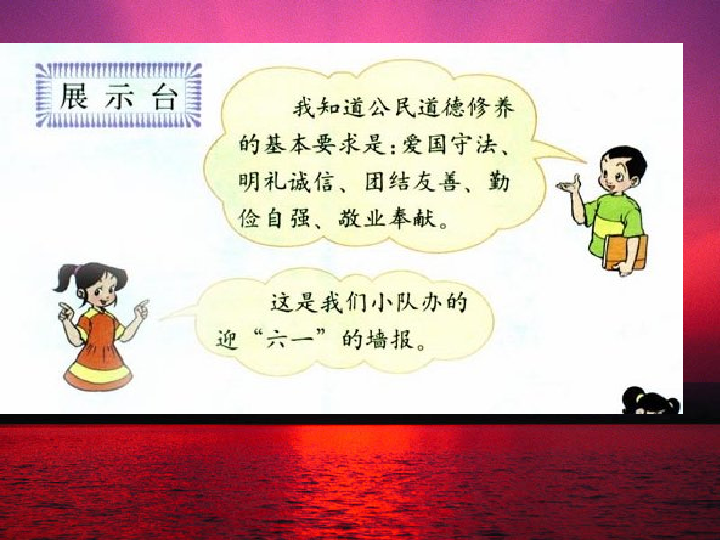 展示台
我知道公民道德修养
的基本要求是：爱国守法、
明礼诚信、团结友善、勤
俭自强、敬业奉献。
这是我们小队办的
迎“六一”的墙报。